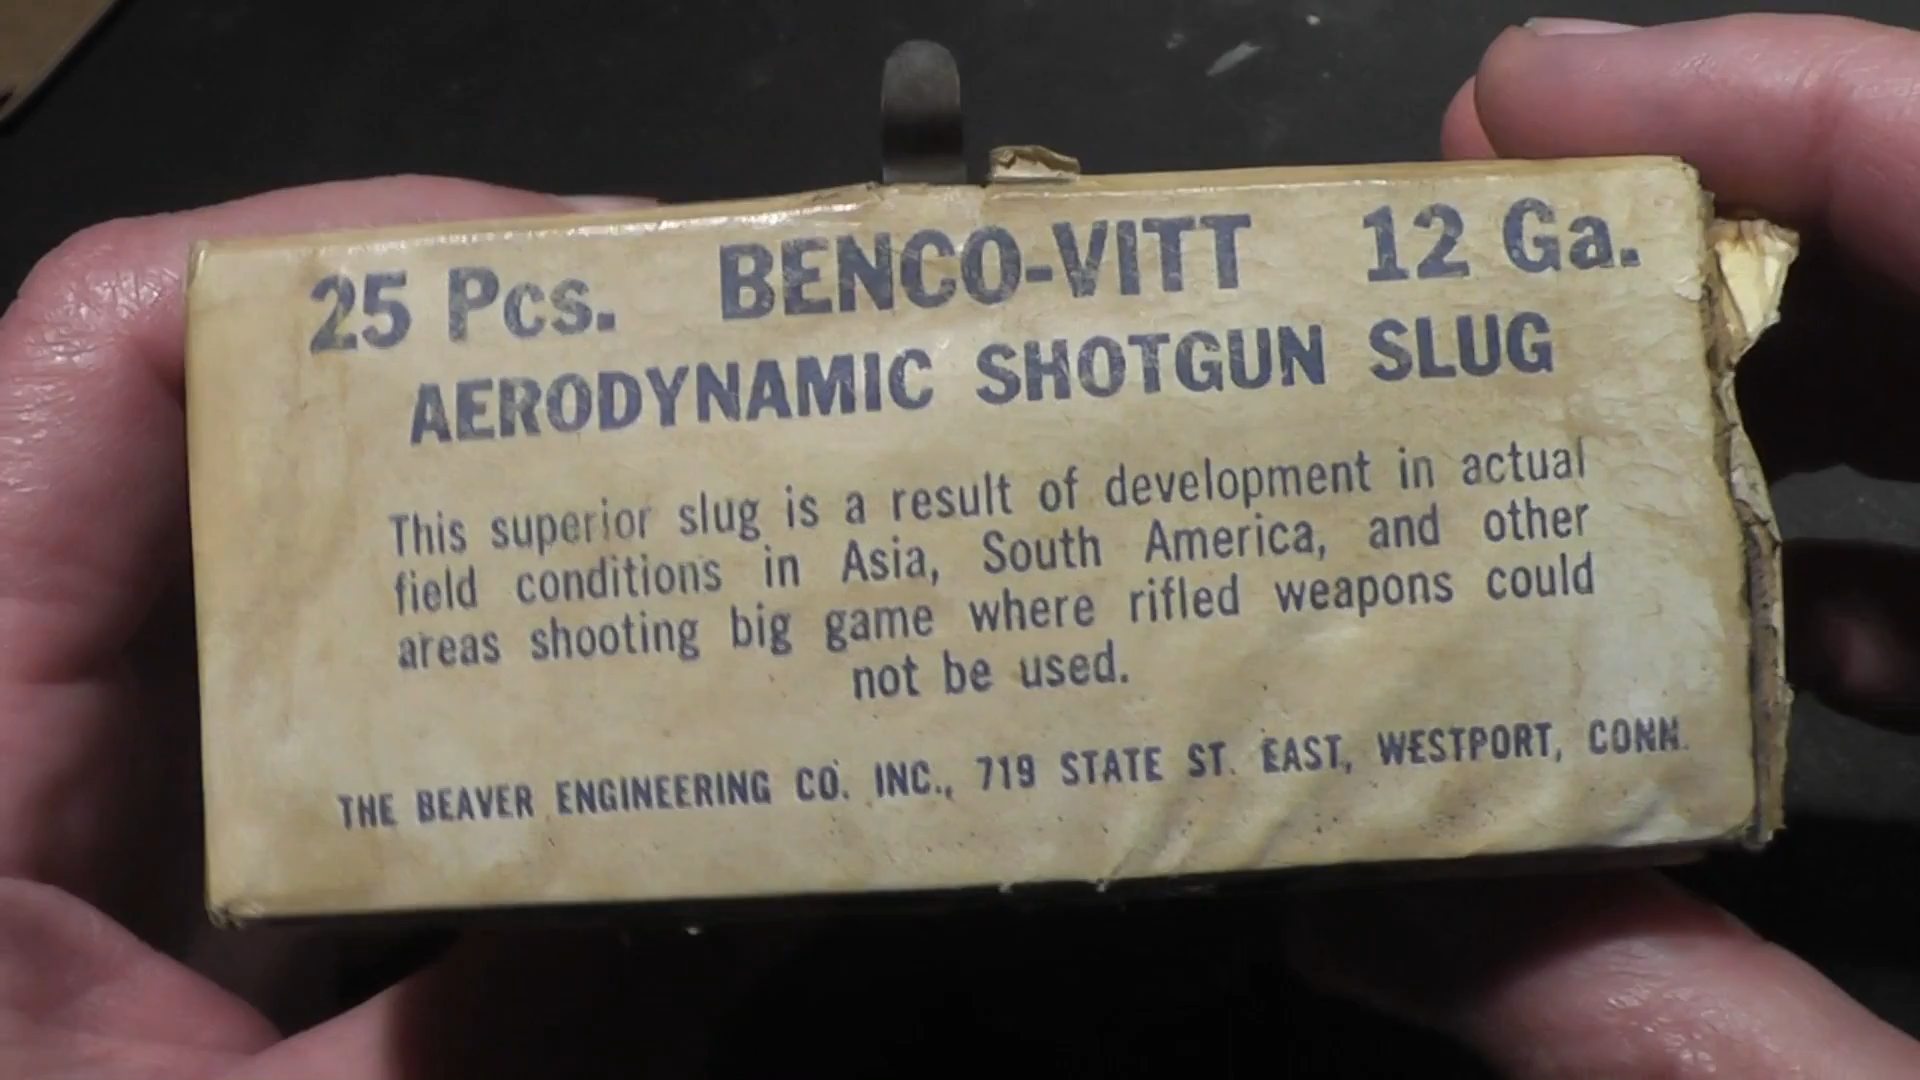 25 Pcs. BENCO-VITT 12 Ga.
AERODYNAMIC SHOTGUN SLUG
This superior slug is a result of development in actual
field conditions in Asia, South America, and other
areas shooting big game where rifled weapons could
not be used.
THE BEAVER ENGINEERING CO. INC., 719 STATE ST. EAST, WESTPORT, CONN.